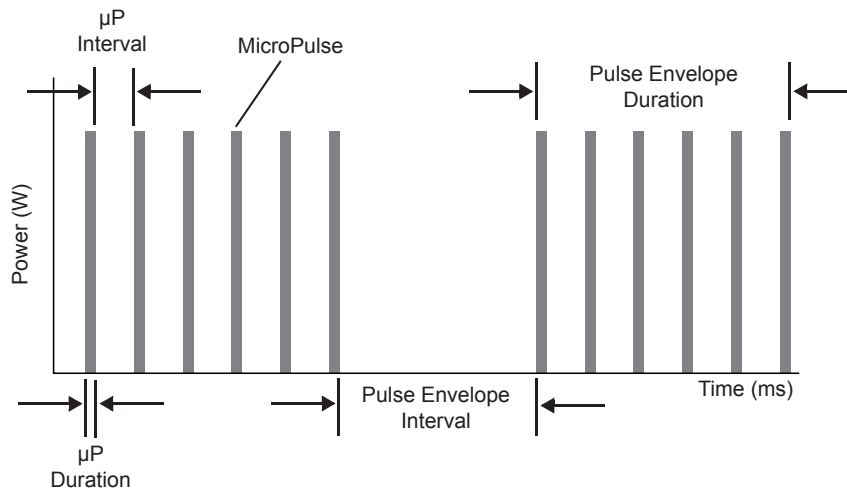 µP
Interval
MicroPulse
Pulse Envelope
Duration
Power (W)
Time (ms)
Pulse Envelope
Interval
µP
Duration